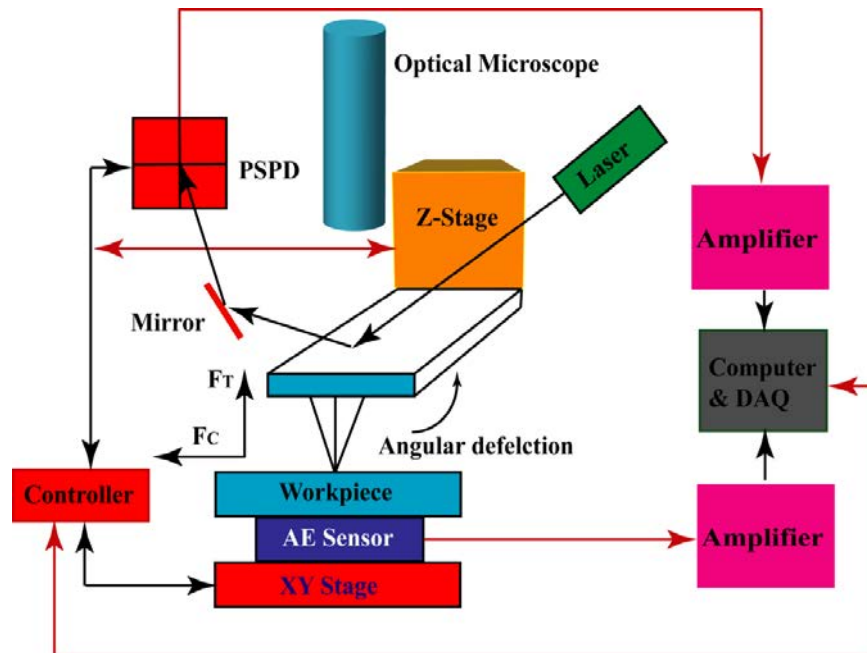 Optical Microscope
PSPD
Laser
Z-Stage
Amplifier
Mirror
Computer
& DAQ
FT
FC
Angular defelction
Controller
Workpiece
AE Sensor
Amplifier
XY Stage